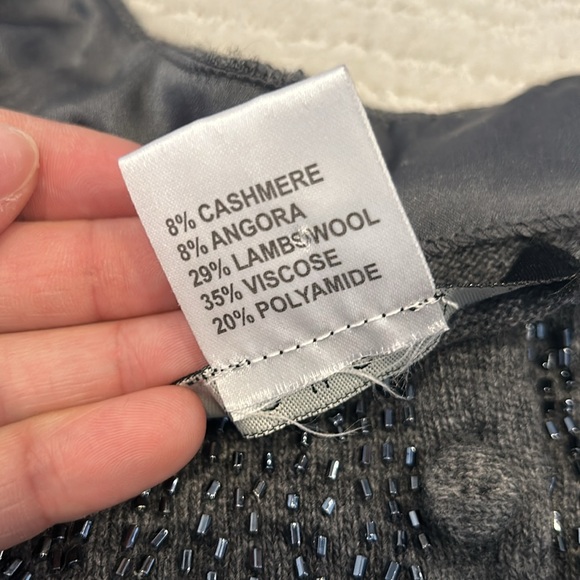 8% CASHMERE
8% ANGORA
29% LAMBSWOOL
35% VISCOSE
20% POLYAMIDE